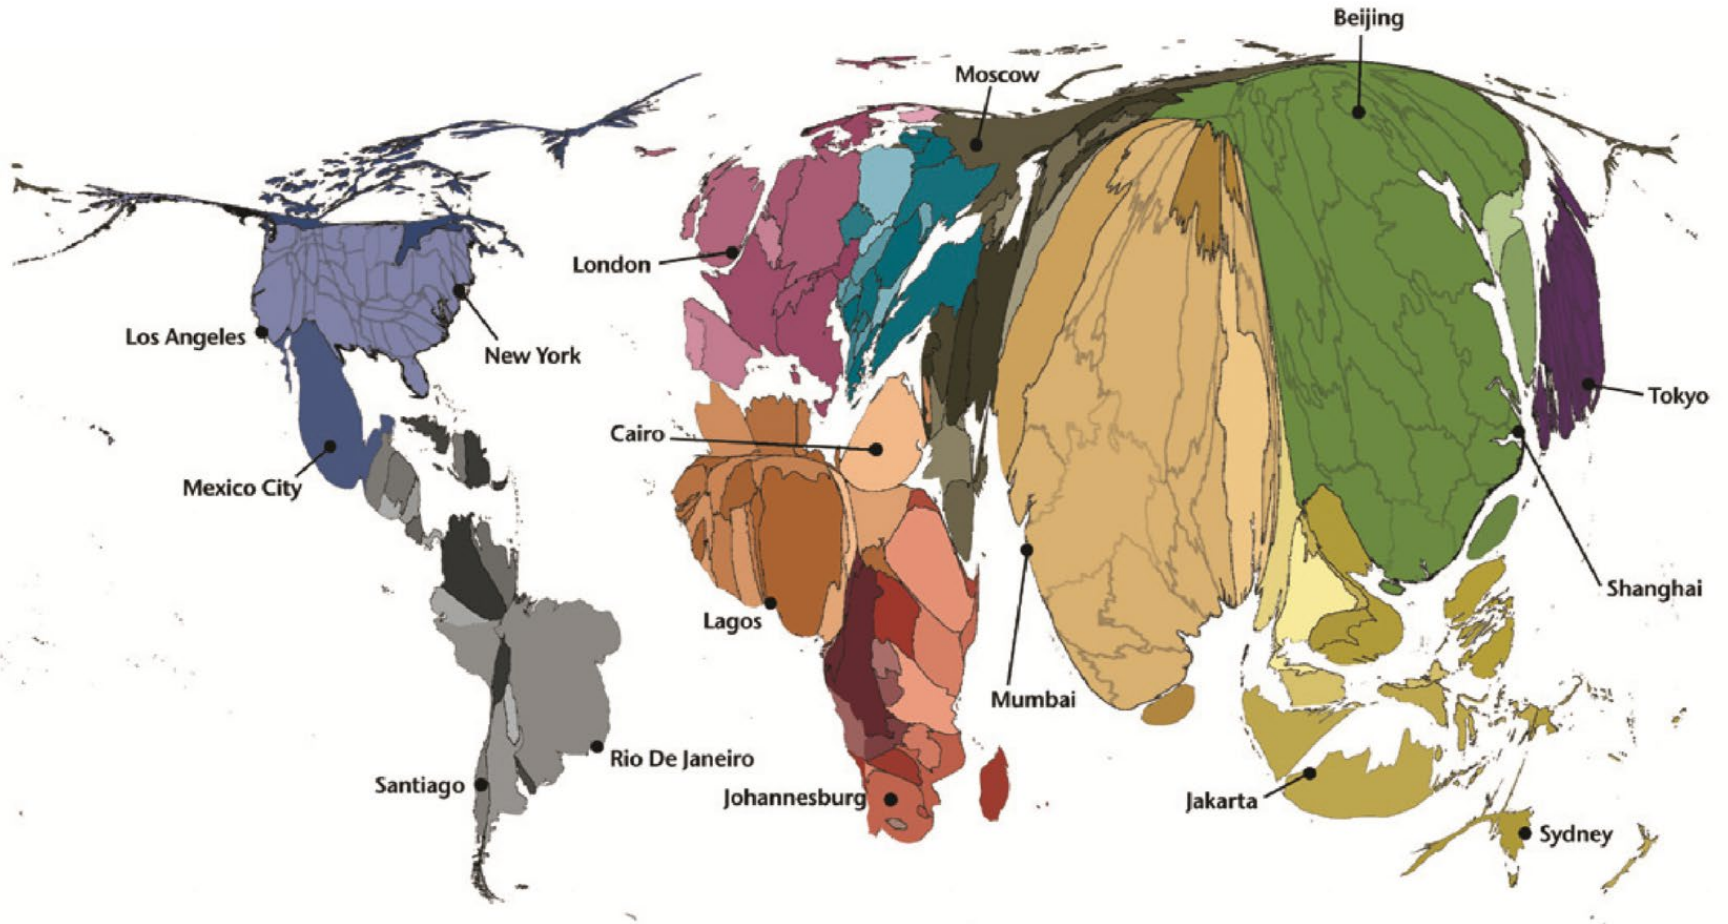 Beijing
Moscow
London
Los Angeles
New York
Tokyo
Cairo
Mexico City
Shanghai
Lagos
Mumbai
Rio De Janeiro
Santiago
Johannesburg
Jakarta
Sydney